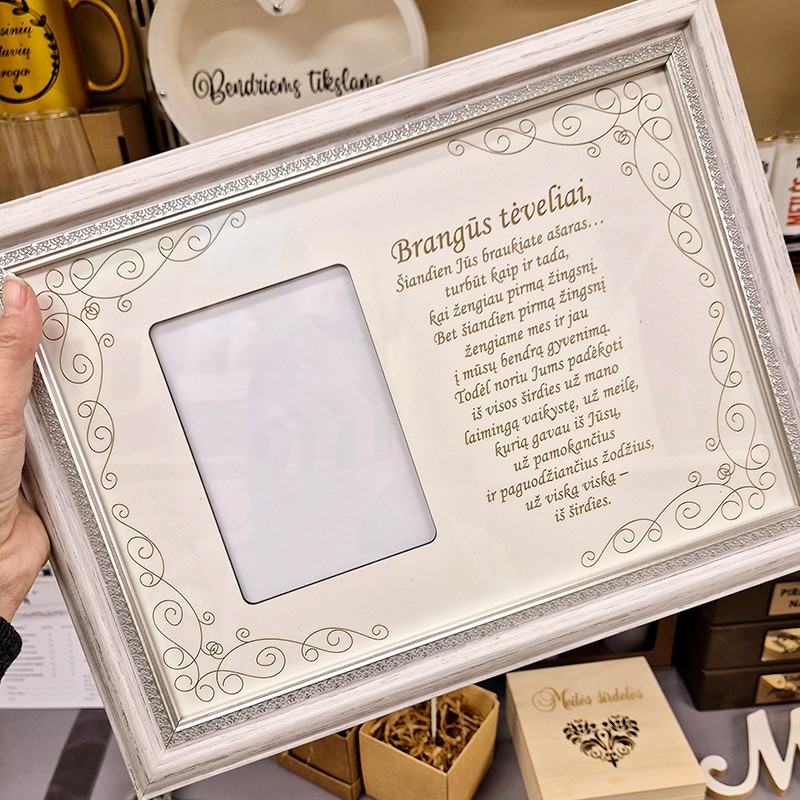 Bendriems tikslams
Brangūs tėveliai,
Šiandien Jūs braukiate ašaras...
turbūt kaip ir tada,
kai žengiau pirmą žingsnį.
Bet šiandien pirmą žingsnį
žengiame mes ir jau
į mūsų bendrą gyvenimą.
Todėl noriu Jums padėkoti
iš visos širdies už mano
laimingą vaikystę, už meilę,
kurią gavau iš Jūsų,
už pamokančius
ir paguodžiančius žodžius,
už viską viską –
iš širdies.
Meilės širdelės